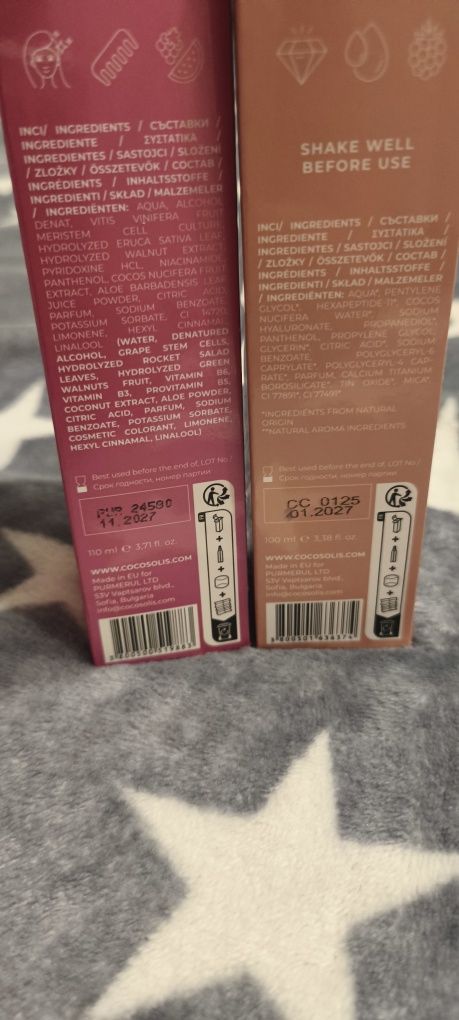 INCI/ INGREDIENTS / СЪСТАВКИ /
INGREDIENTE / ΣΥΣΤΑΤΙΚΑ /
INGREDIENTES / SASTOJCI / SLOŽENÍ
/ ZLOŽKY / ÖSSZETEVŐK / СОСТАВ /
INGRÉDIENTS / INHALTSSTOFFE /
INGREDIENTI / SKŁAD / MALZEMELER
/ INGREDIËNTEN: AQUA, ALCOHOL
DENAT, VITIS VINIFERA FRUIT
MERISTEM CELL CULTURE,
HYDROLYZED ERUCA SATIVA LEAF,
HYDROLYZED WALNUT EXTRACT,
PYRIDOXINE HCL, NIACINAMIDE,
PANTHENOL, COCOS NUCIFERA FRUIT
EXTRACT, ALOE BARBADENSIS LEAF
JUICE POWDER, CITRIC ACID,
PARFUM, SODIUM BENZOATE,
POTASSIUM SORBATE, CI 14720,
LIMONENE, HEXYL CINNAMAL,
LINALOOL (WATER, DENATURED
ALCOHOL, GRAPE STEM CELLS,
HYDROLYZED ROCKET SALAD
LEAVES, HYDROLYZED GREEN
WALNUTS FRUIT, VITAMIN B6,
VITAMIN B3, PROVITAMIN B5,
COCONUT EXTRACT, ALOE POWDER,
CITRIC ACID, PARFUM, SODIUM
BENZOATE, POTASSIUM SORBATE,
COSMETIC COLORANT, LIMONENE,
HEXYL CINNAMAL, LINALOOL)
Best used before the end of, LOT No /
Срок годности, номер партии
PUR 24580
11.2027
110 ml ℮ 3,71 fl. oz.
WWW.COCOSOLIS.COM
Made in EU for
PURMERUL LTD
53V Vaptsarov blvd.,
Sofia, Bulgaria
info@cocosolis.com
SHAKE WELL
BEFORE USE
INCI/ INGREDIENTS / СЪСТАВКИ /
INGREDIENTE / ΣΥΣΤΑΤΙΚΑ /
INGREDIENTES / SASTOJCI / SLOŽENÍ
/ ZLOŽKY / ÖSSZETEVŐK / СОСТАВ /
INGRÉDIENTS / INHALTSSTOFFE /
INGREDIENTI / SKŁAD / MALZEMELER
/ INGREDIËNTEN: AQUA*, PENTYLENE
GLYCOL*, HEXAPEPTIDE-11*, COCOS
NUCIFERA WATER*, SODIUM
HYALURONATE, PROPANEDIOL*,
PANTHENOL, PROPYLENE GLYCOL,
GLYCERIN*, CITRIC ACID*, SODIUM
BENZOATE, POLYGLYCERYL-6
CAPRYLATE*, POLYGLYCERYL-4 CAP-
RATE*, PARFUM, CALCIUM TITANIUM
BOROSILICATE*, TIN OXIDE*, MICA*,
CI 77891*, CI 77491*
*INGREDIENTS FROM NATURAL
ORIGIN
**NATURAL AROMA INGREDIENTS
Best used before the end of, LOT No /
Срок годности, номер партии
CC 0125
01.2027
100 ml ℮ 3,38 fl. oz.
WWW.COCOSOLIS.COM
Made in EU for
PURMERUL LTD
53V Vaptsarov blvd.,
Sofia, Bulgaria
info@cocosolis.com